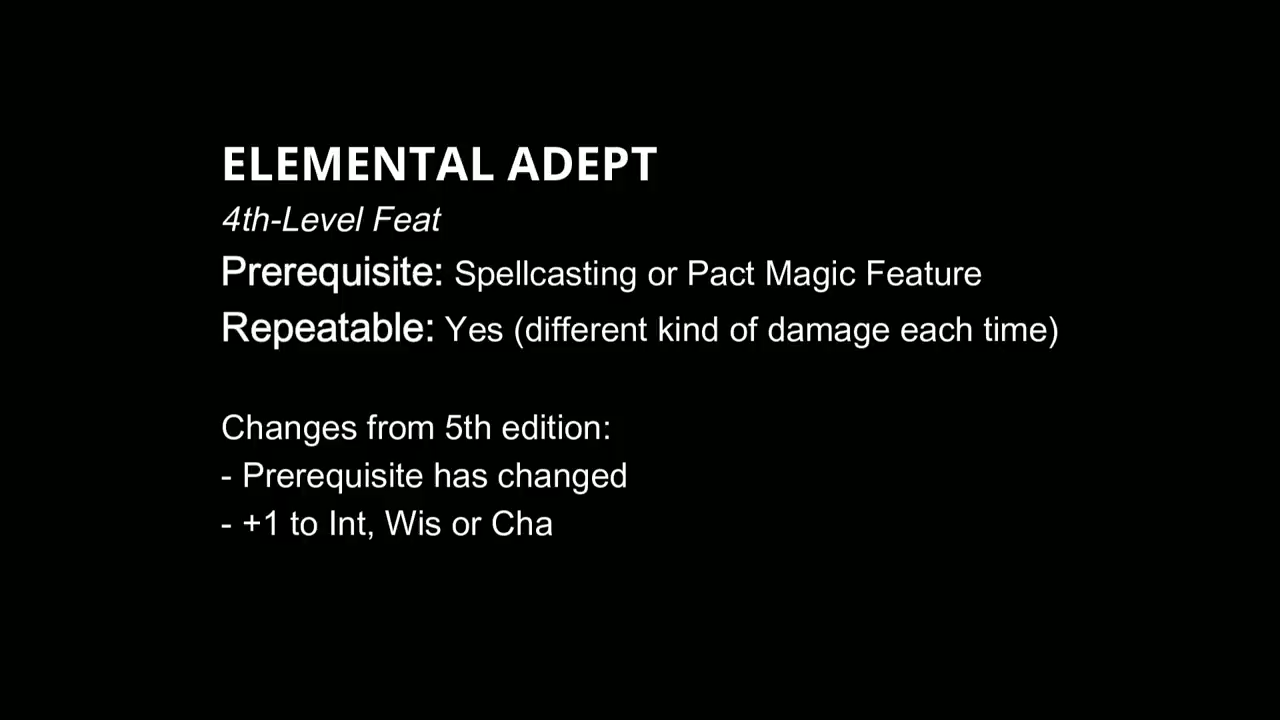 ELEMENTAL ADEPT
4th-Level Feat
Prerequisite: Spellcasting or Pact Magic Feature
Repeatable: Yes (different kind of damage each time)
Changes from 5th edition:
- Prerequisite has changed
- +1 to Int, Wis or Cha